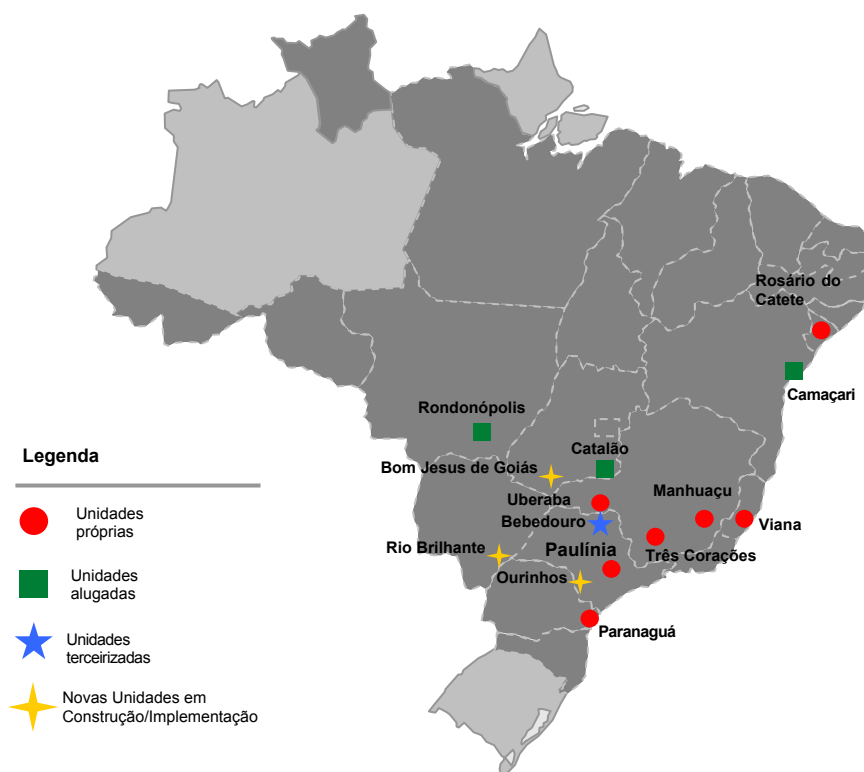 Rosário do
Catete
Camaçari
Rondonópolis
Catalão
Bom Jesus de Goiás
Uberaba
Manhuaçu
Bebedouro
Viana
Rio Brilhante
Paulínia
Três Corações
Ourinhos
Paranaguá
Legenda
Unidades
próprias
Unidades
alugadas
Unidades
terceirizadas
Novas Unidades em
Construção/Implementação